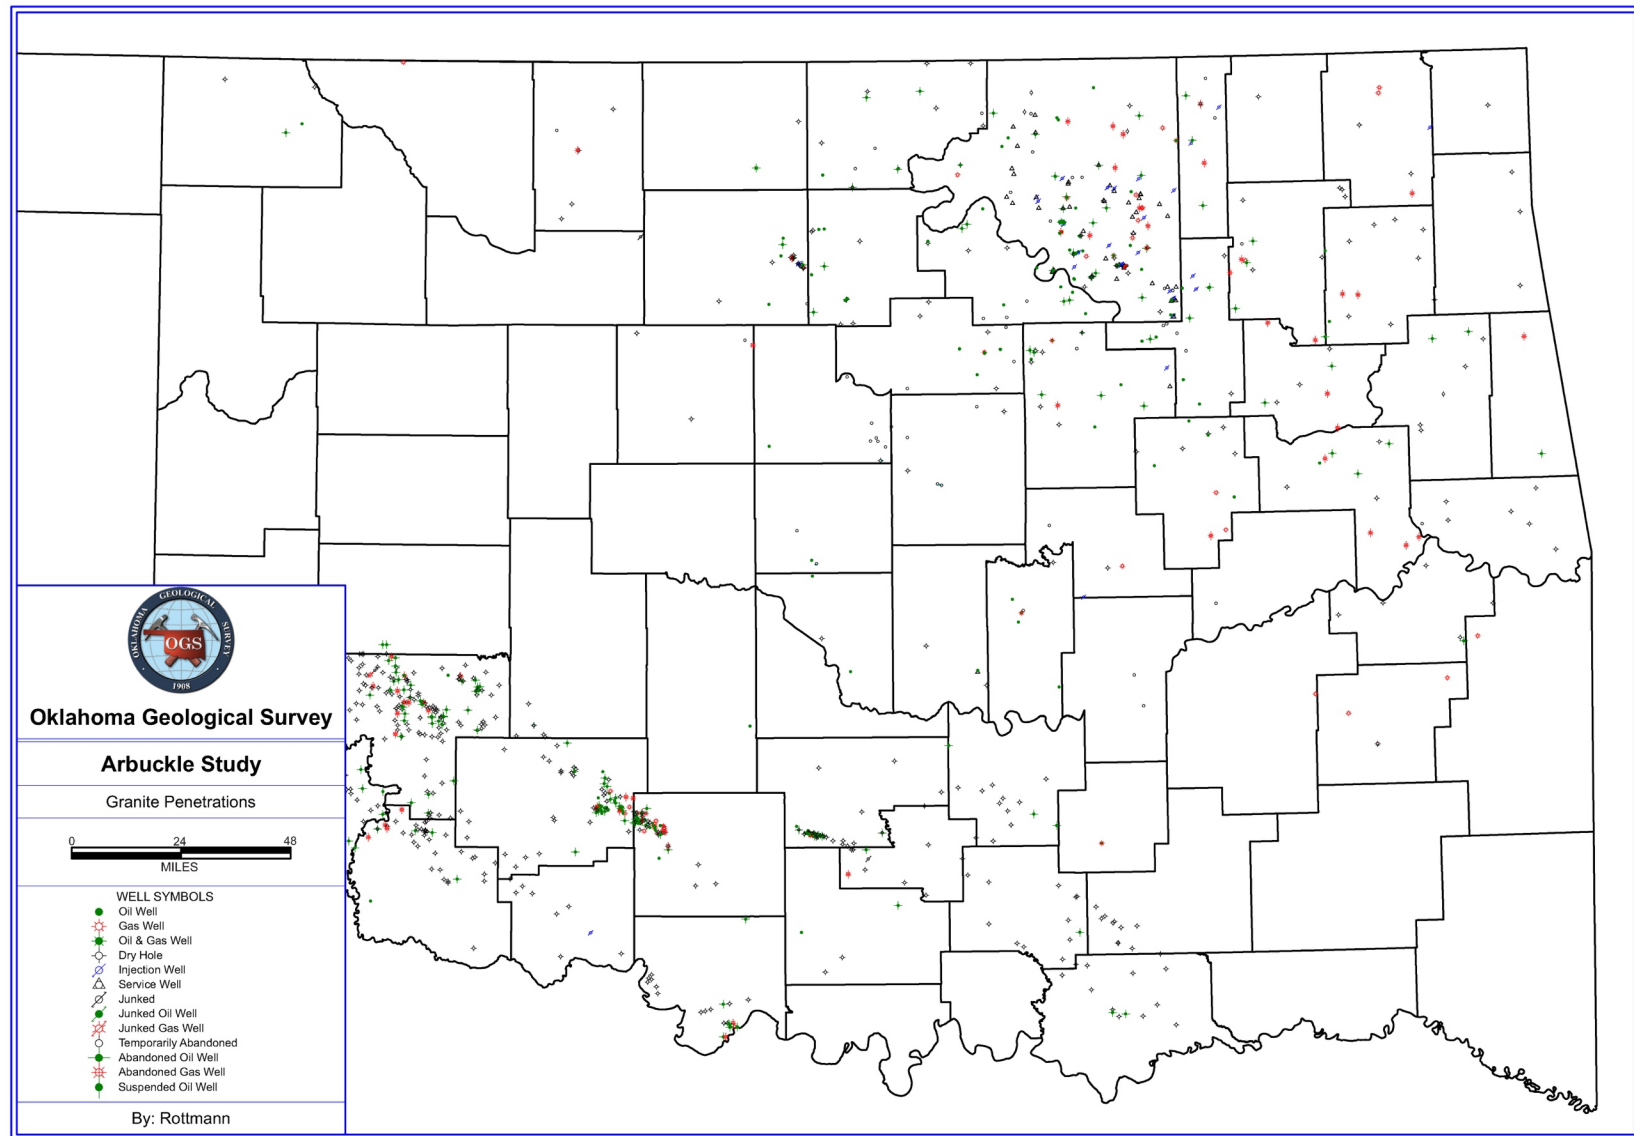 OKLAHOMA GEOLOGICAL SURVEY
OGS
1908
Oklahoma Geological Survey
Arbuckle Study
Granite Penetrations
0 24 48
MILES
WELL SYMBOLS
Oil Well
Gas Well
Oil & Gas Well
Dry Hole
Injection Well
Service Well
Junked
Junked Oil Well
Junked Gas Well
Temporarily Abandoned
Abandoned Oil Well
Abandoned Gas Well
Suspended Oil Well
By: Rottmann